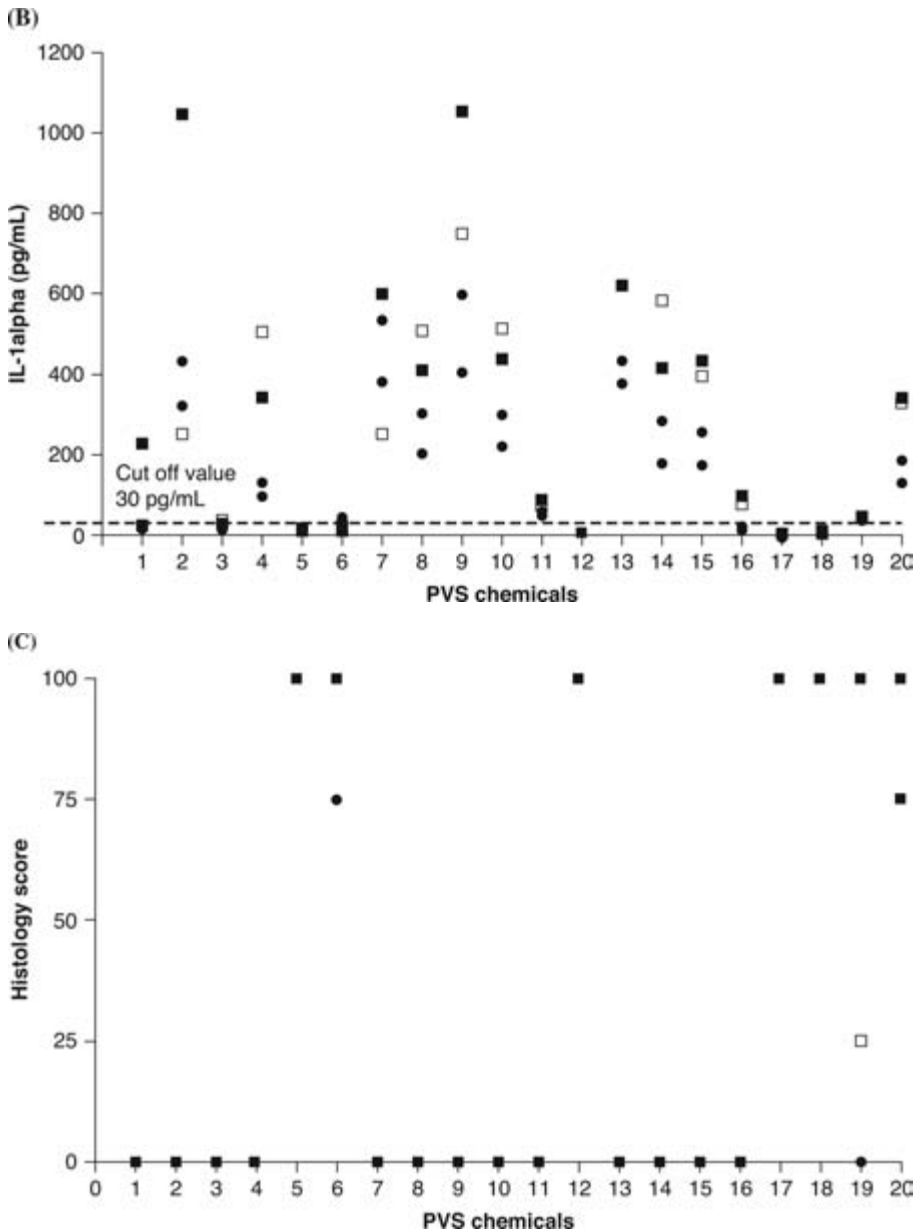 (B)
1200
1000
800
600
400
200
0
IL-1alpha (pg/mL)
Cut off value
30 pg/mL
1 2 3 4 5 6 7 8 9 10 11 12 13 14 15 16 17 18 19 20
PVS chemicals
(C)
100
75
50
25
0
Histology score
0 1 2 3 4 5 6 7 8 9 10 11 12 13 14 15 16 17 18 19 20
PVS chemicals